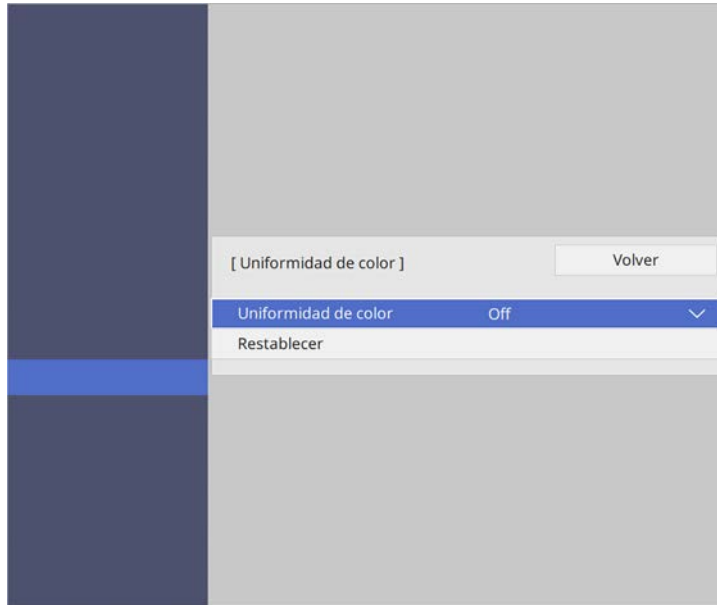 [ Uniformidad de color ] Volver
Uniformidad de color Off
Restablecer